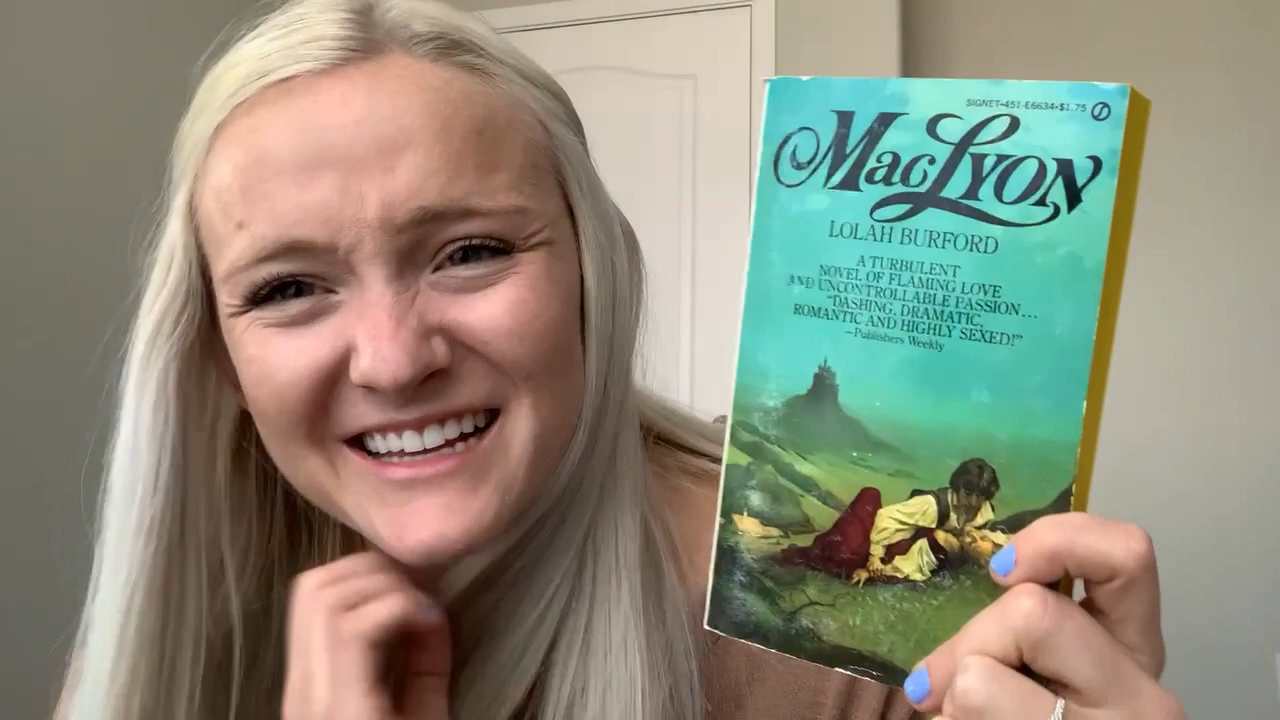 SIGNET•451-E6634•$1.75
MacLyon
LOLAH BURFORD
A TURBULENT
NOVEL OF FLAMING LOVE
AND UNCONTROLLABLE PASSION...
"DASHING, DRAMATIC,
ROMANTIC AND HIGHLY SEXED!"
—Publishers Weekly